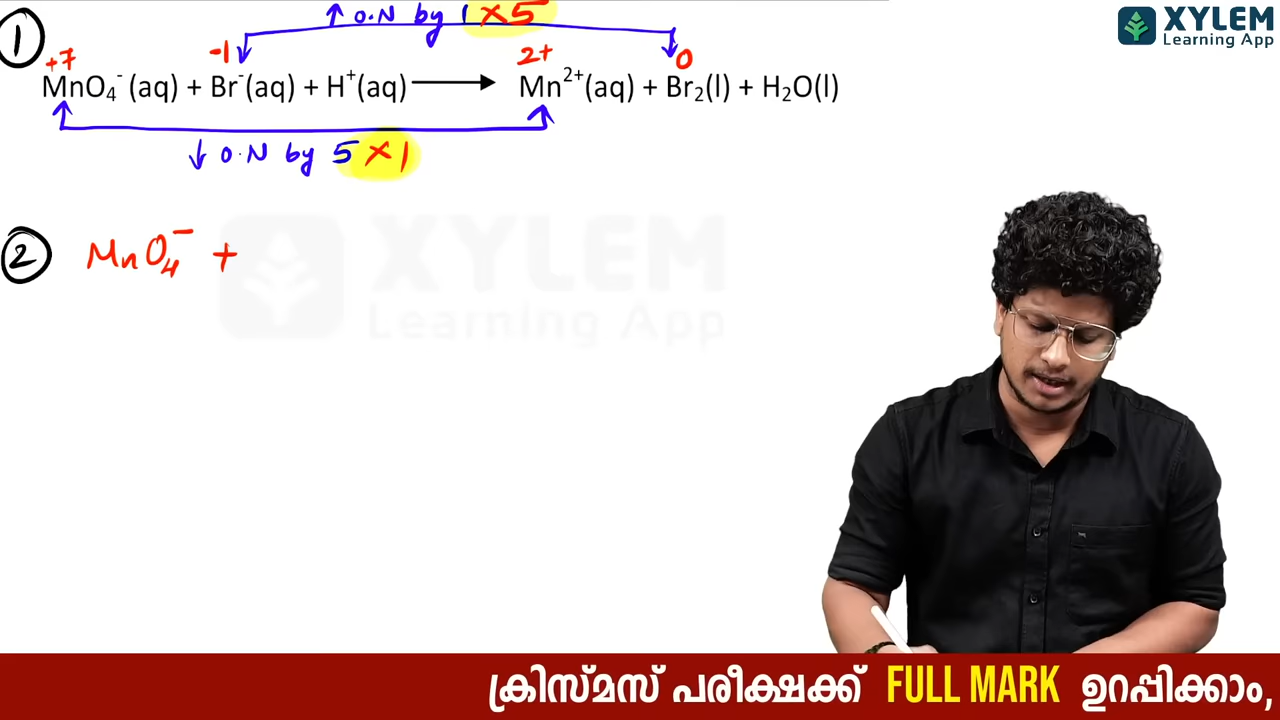 ① ↑ O.N by 1 ×5
XYLEM
Learning App
+7 -1 2+ 0
MnO₄⁻ (aq) + Br⁻(aq) + H⁺(aq) ⟶ Mn²⁺(aq) + Br₂(l) + H₂O(l)
↓ O.N by 5 ×1
② MnO₄⁻ +
XYLEM
Learning App
ക്രിസ്മസ് പരീക്ഷക്ക് FULL MARK ഉറപ്പിക്കാം,